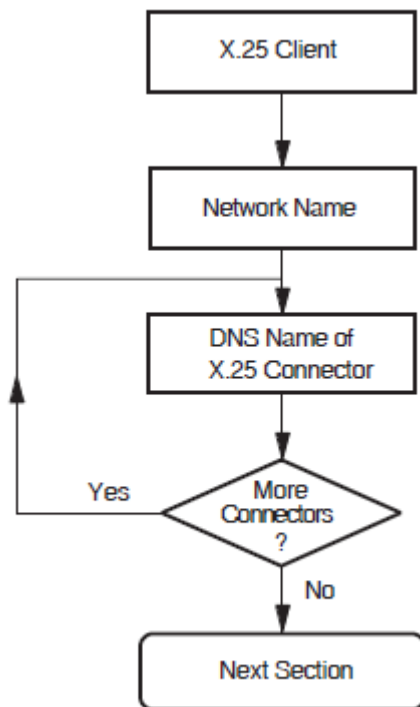 X.25 Client
Network Name
DNS Name of
X.25 Connector
More
Connectors
?
Yes
No
Next Section